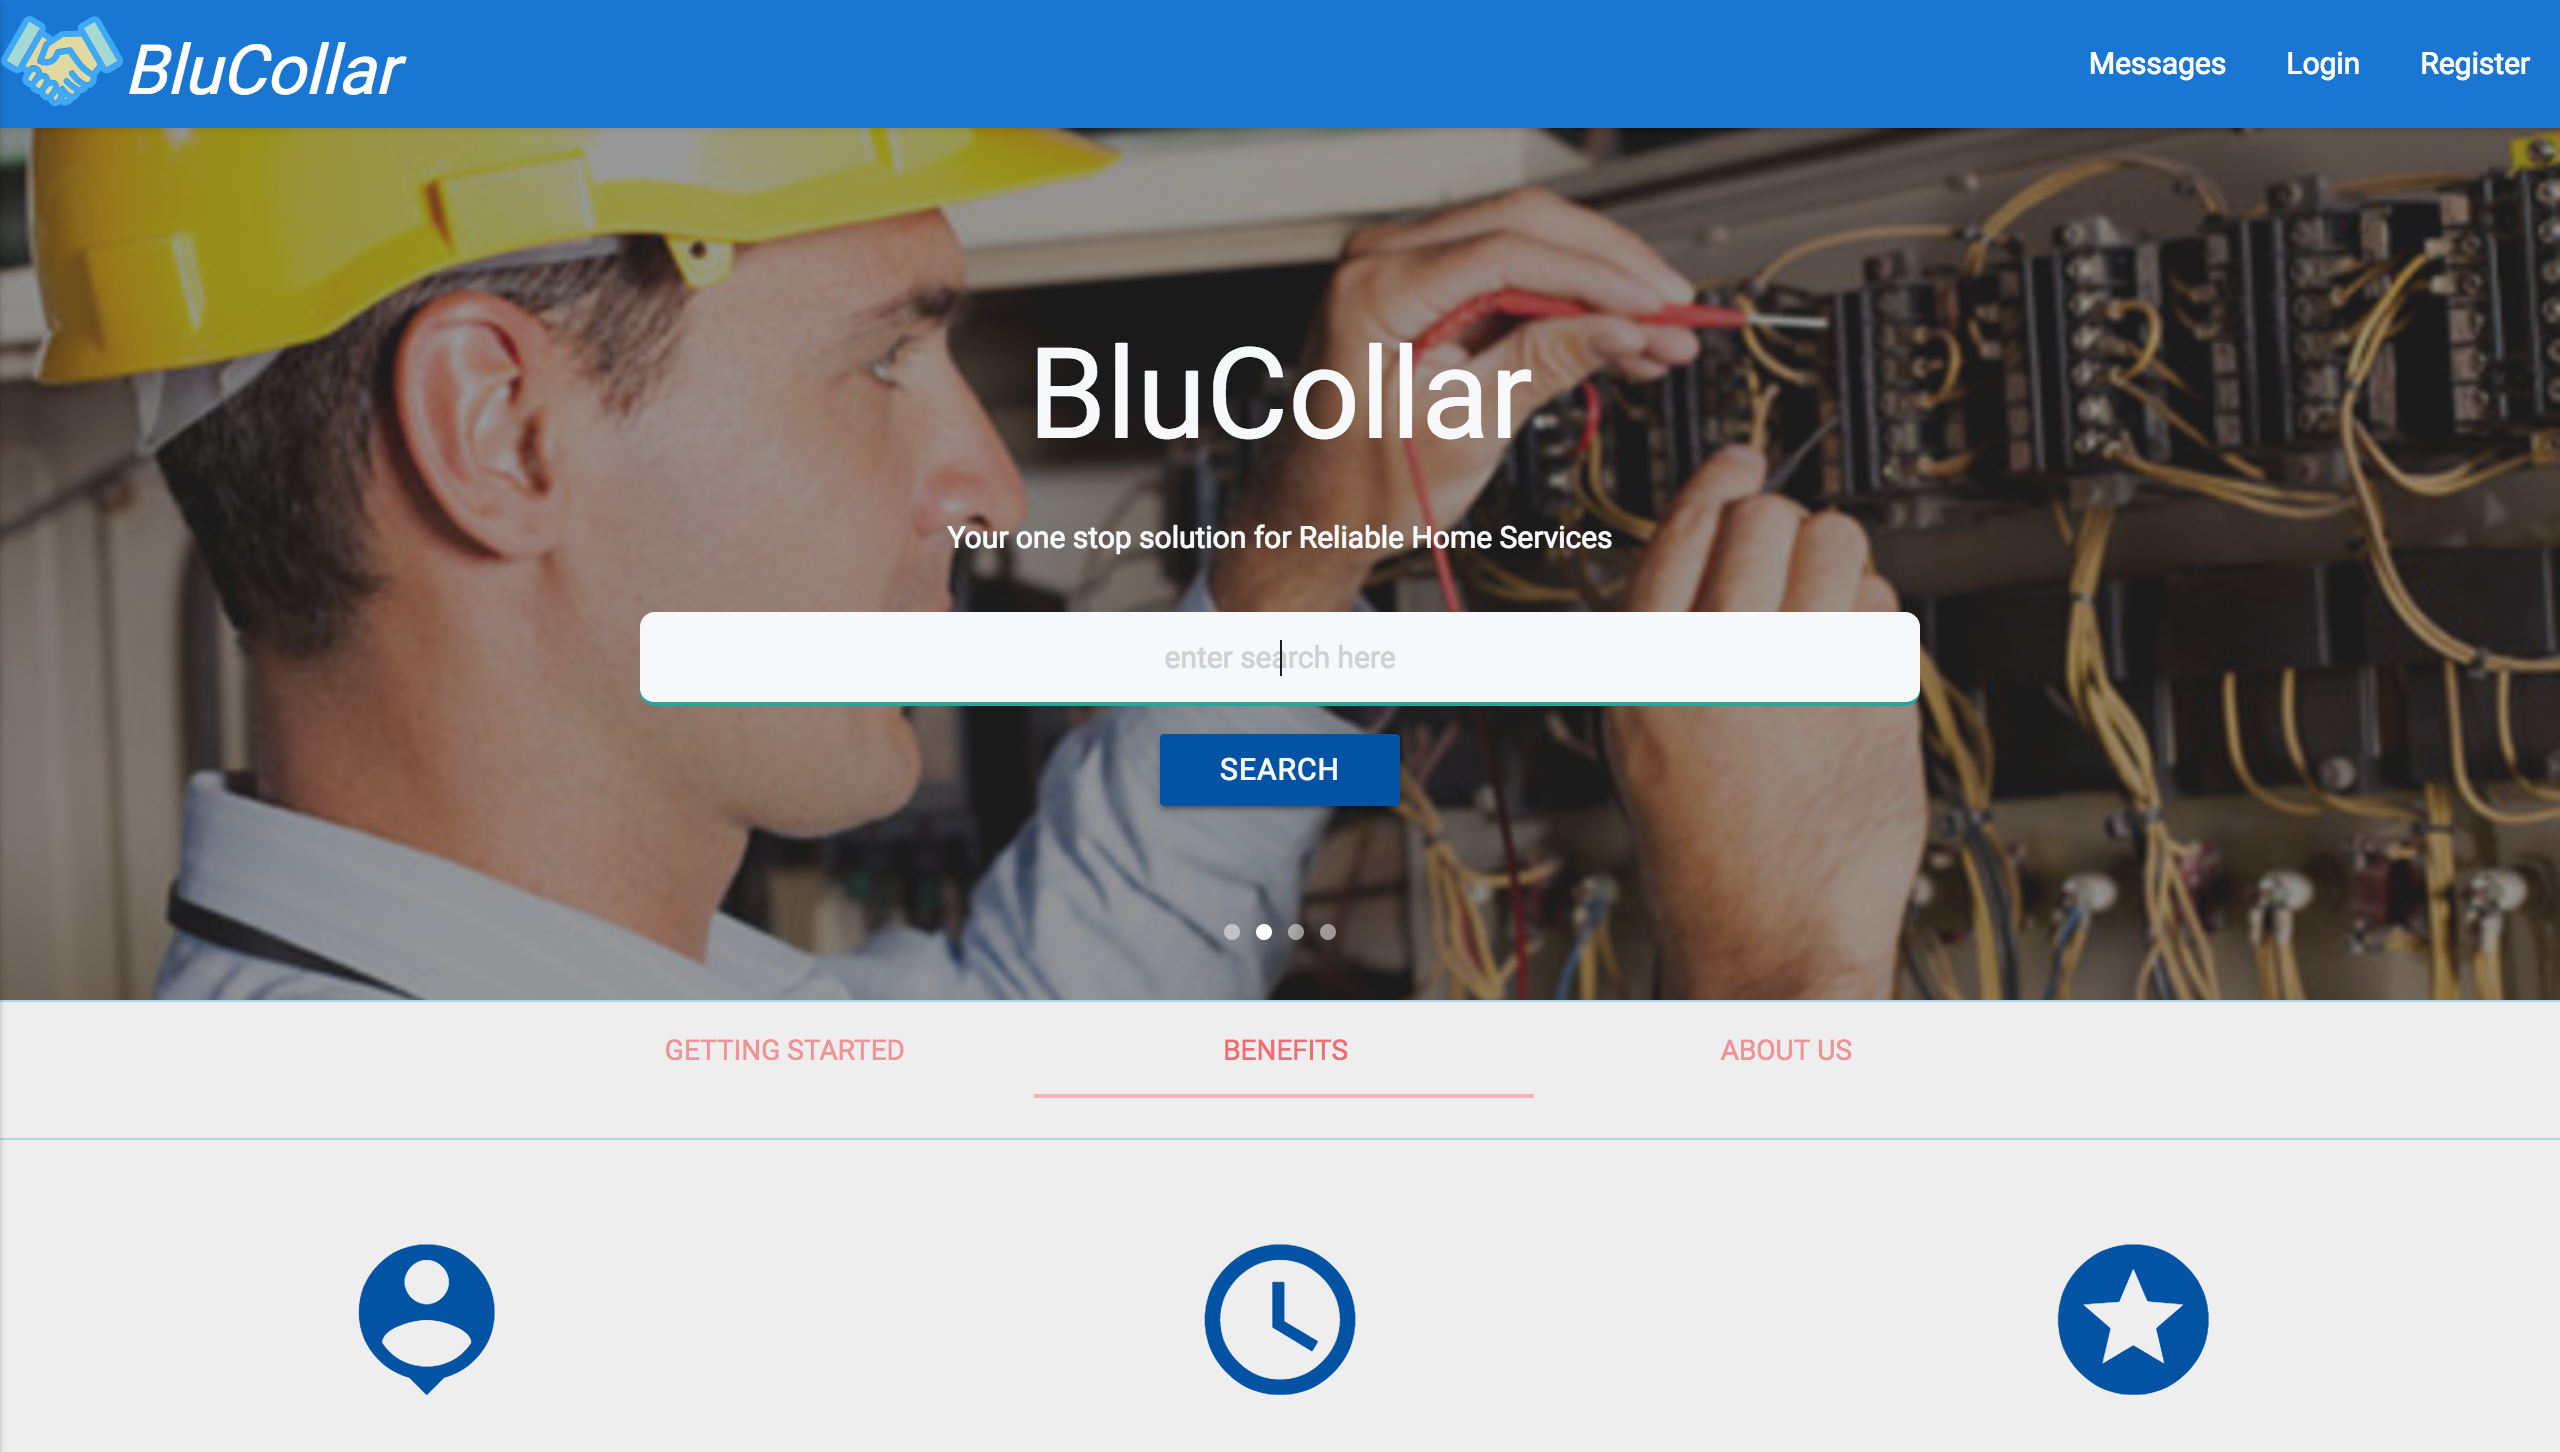 BluCollar
Messages Login Register
BluCollar
Your one stop solution for Reliable Home Services
enter search here
SEARCH
GETTING STARTED BENEFITS ABOUT US